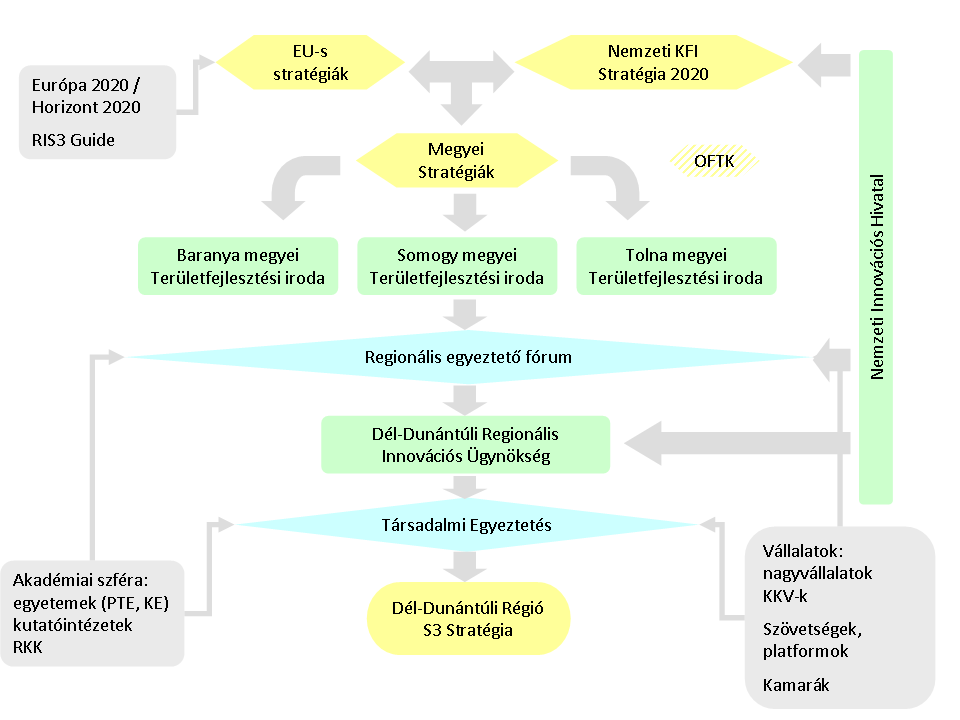 EU-s
stratégiák
Nemzeti KFI
Stratégia 2020
Európa 2020 /
Horizont 2020
RIS3 Guide
Megyei
Stratégiák
OFTK
Nemzeti Innovációs Hivatal
Baranya megyei
Területfejlesztési iroda
Somogy megyei
Területfejlesztési iroda
Tolna megyei
Területfejlesztési iroda
Regionális egyeztető fórum
Dél-Dunántúli Regionális
Innovációs Ügynökség
Társadalmi Egyeztetés
Akadémiai szféra:
egyetemek (PTE, KE)
kutatóintézetek
RKK
Dél-Dunántúli Régió
S3 Stratégia
Vállalatok:
nagyvállalatok
KKV-k
Szövetségek,
platformok
Kamarák